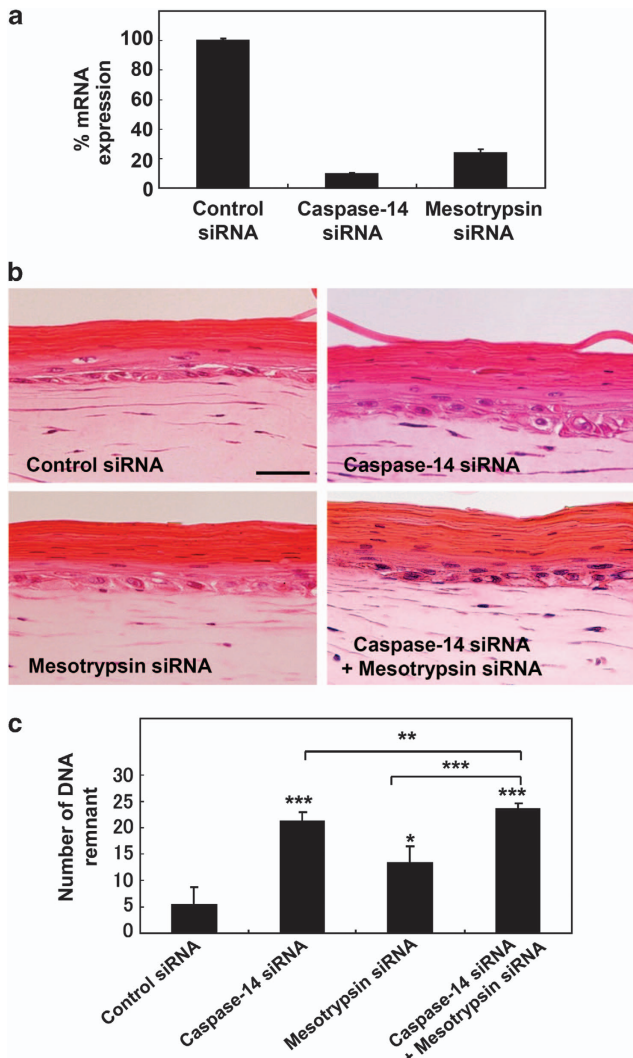 a
% mRNA
expression
100
80
60
40
20
0
Control
siRNA
Caspase-14
siRNA
Mesotrypsin
siRNA
b
Control siRNA
Caspase-14 siRNA
Mesotrypsin siRNA
Caspase-14 siRNA
+ Mesotrypsin siRNA
c
Number of DNA
remnant
30
25
20
15
10
5
0
**
***
***
*
***
Control siRNA
Caspase-14 siRNA
Mesotrypsin siRNA
Caspase-14 siRNA
+ Mesotrypsin siRNA